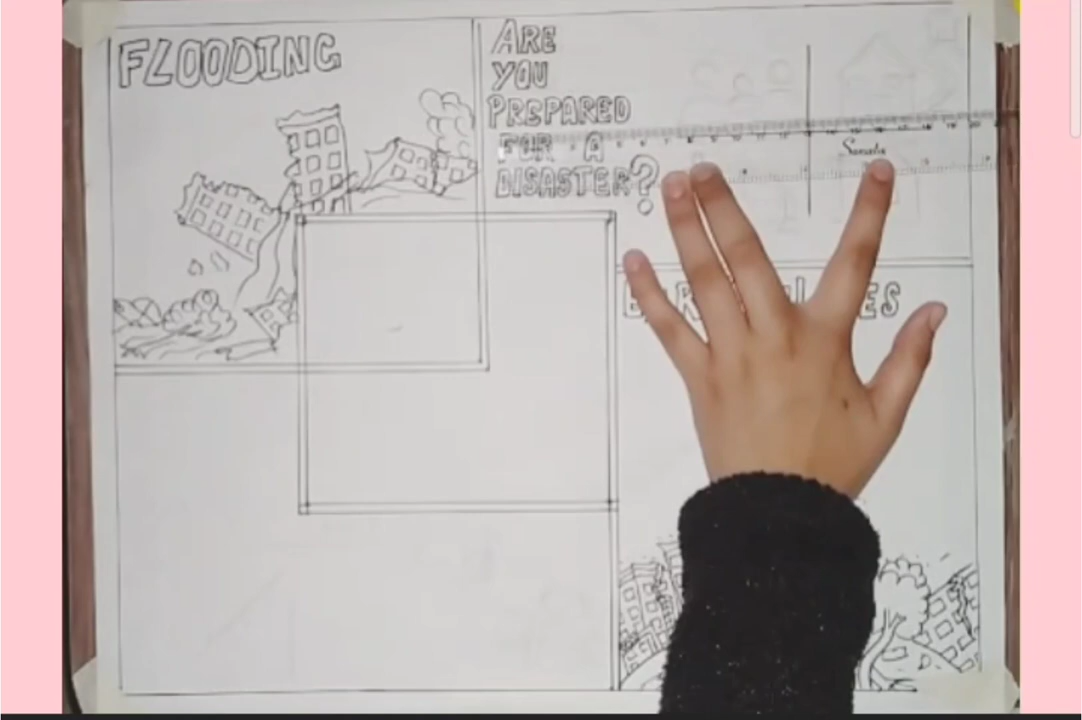 FLOODING
ARE
YOU
PREPARED
FOR A
DISASTER?